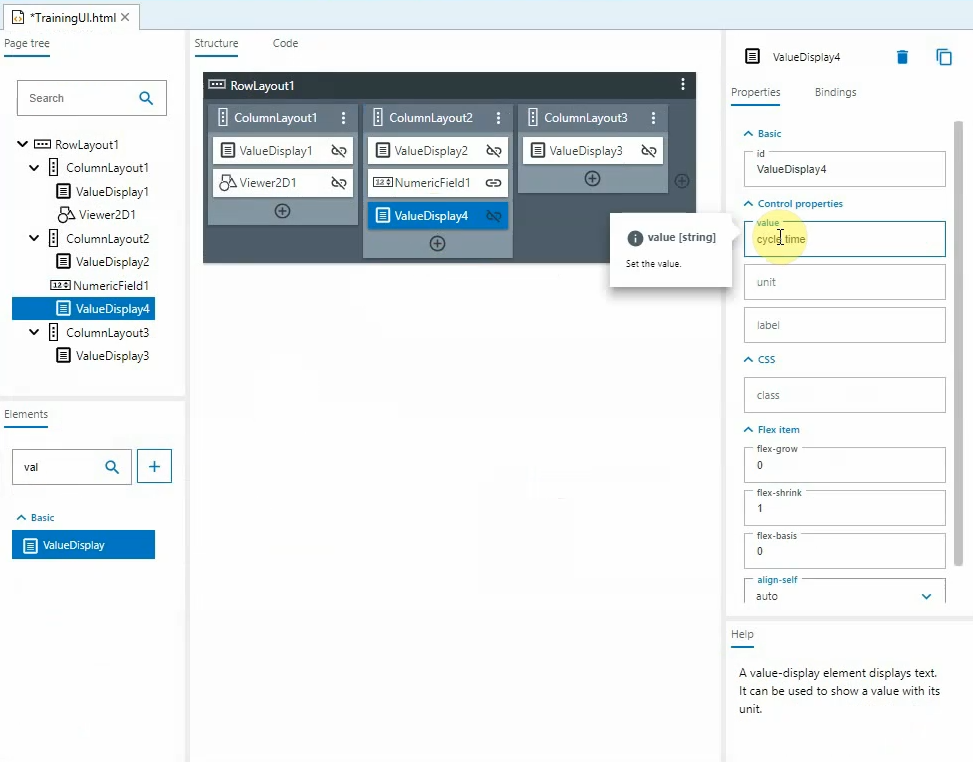 *TrainingUI.html
Page tree
Search
RowLayout1
ColumnLayout1
ValueDisplay1
Viewer2D1
ColumnLayout2
ValueDisplay2
NumericField1
ValueDisplay4
ColumnLayout3
ValueDisplay3
Elements
val
Basic
ValueDisplay
Structure
Code
RowLayout1
ColumnLayout1
ValueDisplay1
Viewer2D1
ColumnLayout2
ValueDisplay2
NumericField1
ValueDisplay4
ColumnLayout3
ValueDisplay3
value [string]
Set the value.
ValueDisplay4
Properties
Bindings
Basic
id
ValueDisplay4
Control properties
value
cycle time
unit
label
CSS
class
Flex item
flex-grow
0
flex-shrink
1
flex-basis
0
align-self
auto
Help
A value-display element displays text.
It can be used to show a value with its
unit.